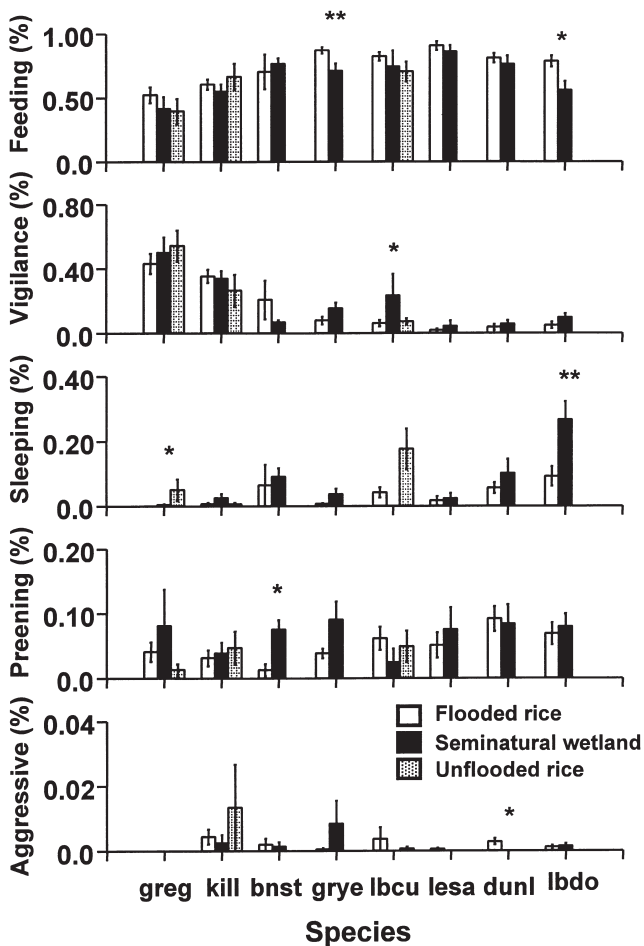 **
*
Feeding (%)
1.00
0.50
0.0
Vigilance (%)
0.80
0.40
0.0
*
Sleeping (%)
0.40
0.20
0.0
*
**
Preening (%)
0.20
0.10
0.0
*
Aggressive (%)
0.04
0.02
0.0
*
Flooded rice
Seminatural wetland
Unflooded rice
greg kill bnst grye lbcu lesa dunl lbdo
Species